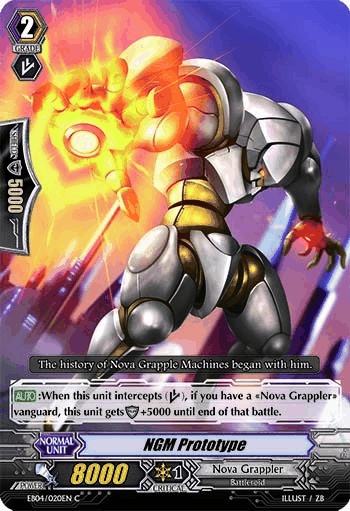 2
GRADE
SHIELD
5000
The history of Nova Grapple Machines began with him.
AUTO:When this unit intercepts (), if you have a «Nova Grappler»
vanguard, this unit gets +5000 until end of that battle.
NORMAL
UNIT
NGM Prototype
POWER
8000
1
CRITICAL
Nova Grappler
Battleroid
EB04/020EN C
ILLUST / ZB